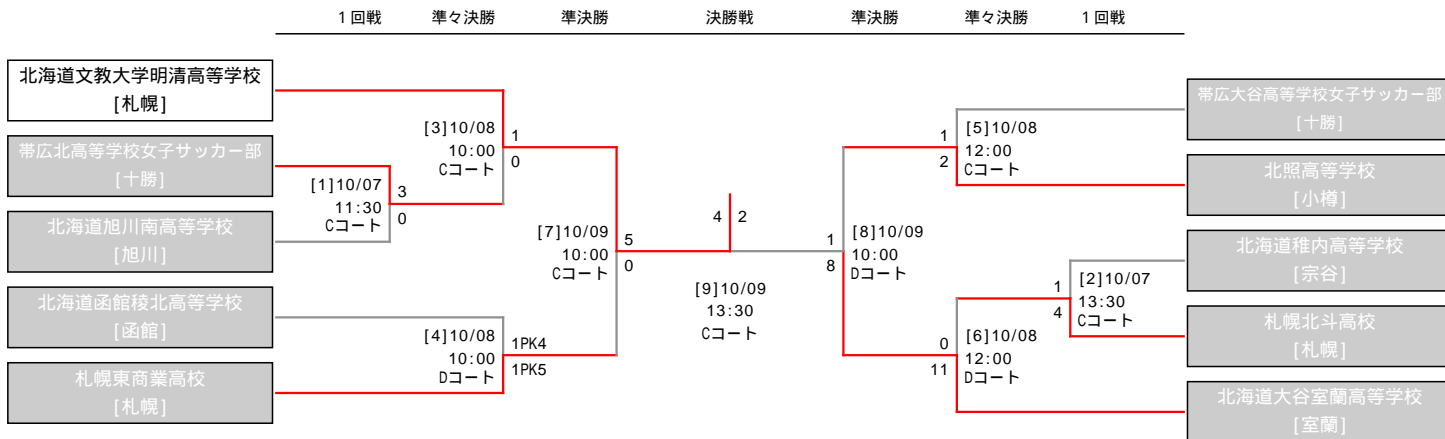 1回戦 準々決勝 準決勝 決勝戦 準決勝 準々決勝 1回戦
北海道文教大学明清高等学校
[札幌]
帯広北高等学校女子サッカー部
[十勝]
北海道旭川南高等学校
[旭川]
北海道函館稜北高等学校
[函館]
札幌東商業高校
[札幌]
[1]10/07
11:30
Cコート
3
0
[3]10/08
10:00
Cコート
1
0
[4]10/08
10:00
Dコート
1PK4
1PK5
[7]10/09
10:00
Cコート
5
0
4 2
[9]10/09
13:30
Cコート
1
8
[8]10/09
10:00
Dコート
1
2
[5]10/08
12:00
Cコート
0
11
[6]10/08
12:00
Dコート
1
4
[2]10/07
13:30
Cコート
帯広大谷高等学校女子サッカー部
[十勝]
北照高等学校
[小樽]
北海道稚内高等学校
[宗谷]
札幌北斗高校
[札幌]
北海道大谷室蘭高等学校
[室蘭]